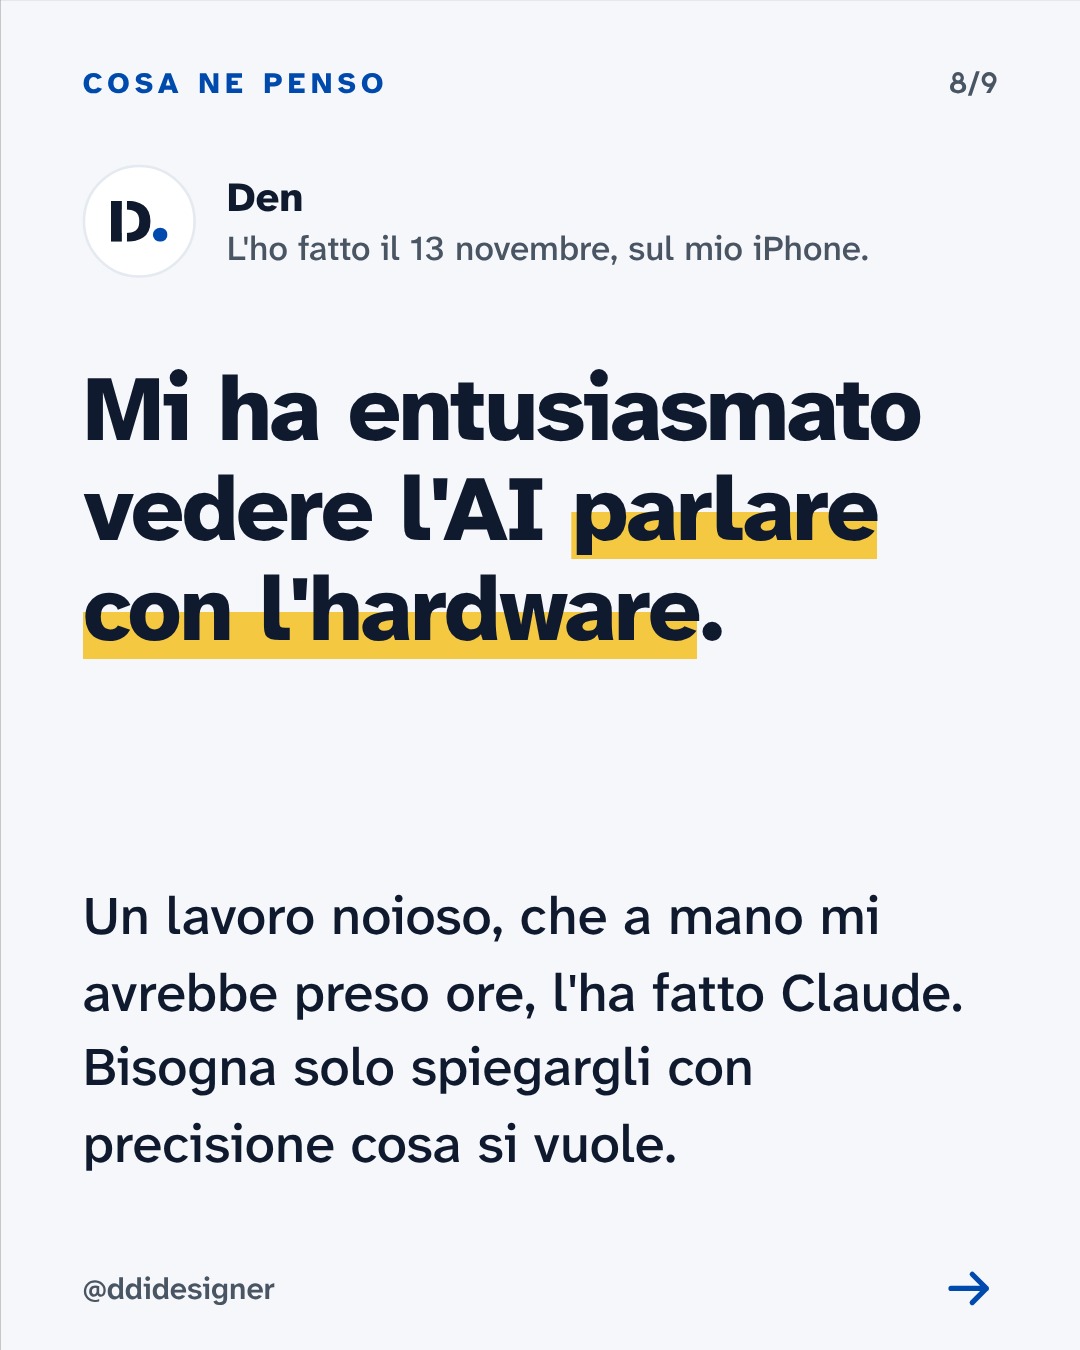 COSA NE PENSO
8/9
D.
Den
L'ho fatto il 13 novembre, sul mio iPhone.
Mi ha entusiasmato
vedere l'AI parlare
con l'hardware.
Un lavoro noioso, che a mano mi
avrebbe preso ore, l'ha fatto Claude.
Bisogna solo spiegargli con
precisione cosa si vuole.
@ddidesigner